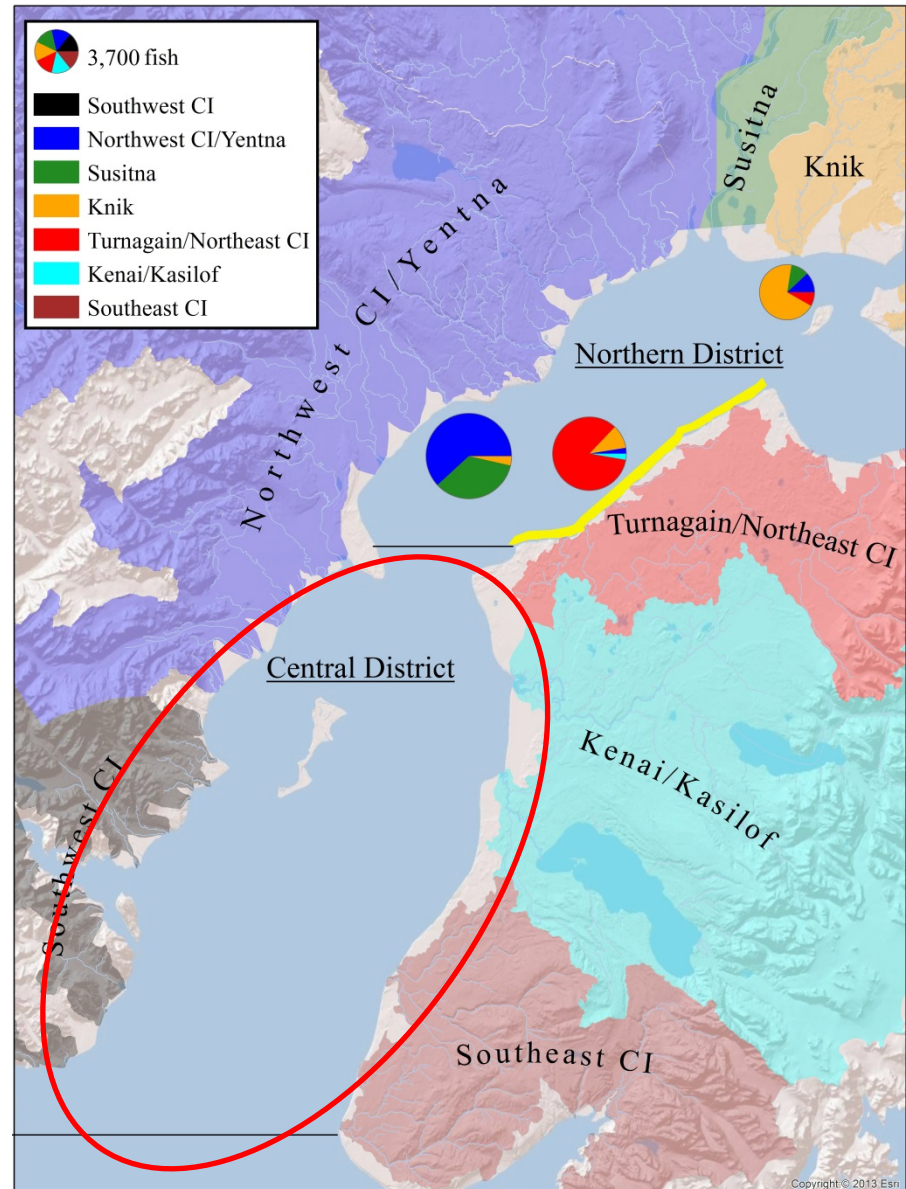 3,700 fish
Southwest CI
Northwest CI/Yentna
Susitna
Knik
Turnagain/Northeast CI
Kenai/Kasilof
Southeast CI
Susitna
Knik
Northwest CI/Yentna
Northern District
Turnagain/Northeast CI
Central District
Kenai/Kasilof
Southwest CI
Southeast CI
Copyright © 2013 Esri